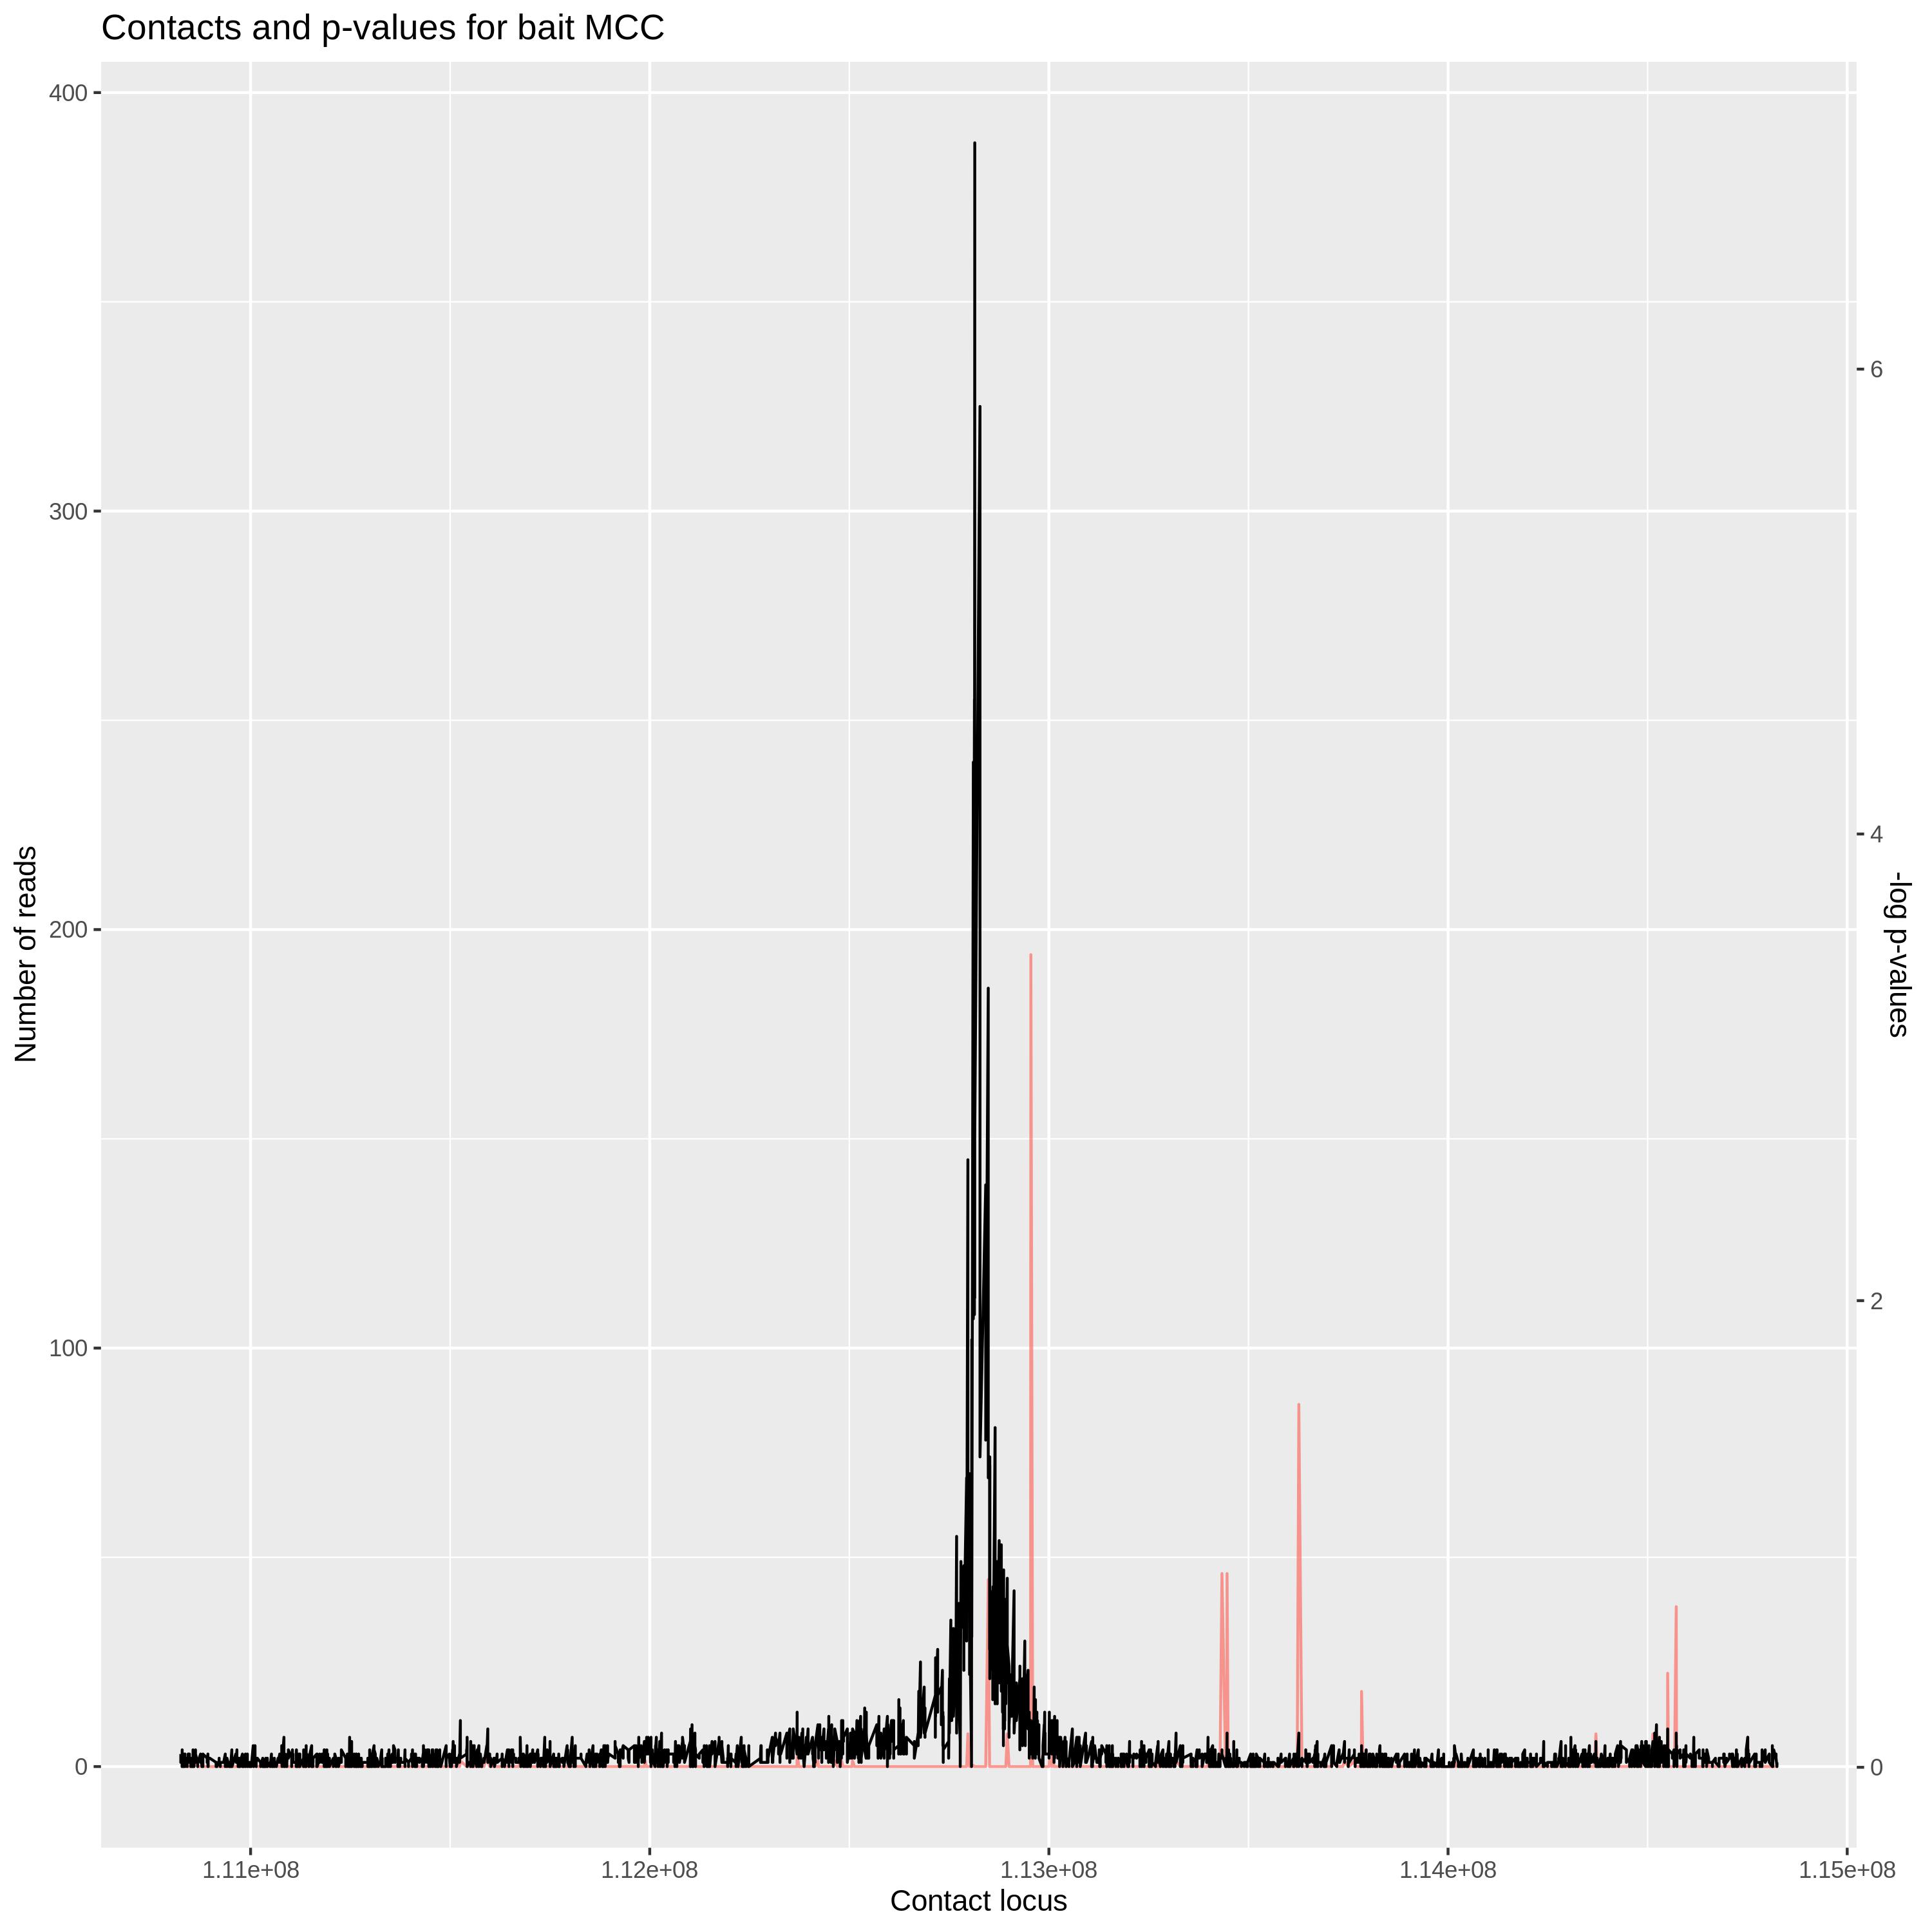 Contacts and p-values for bait MCC
400
300
200
100
0
Number of reads
6
4
2
0
-log p-values
1.11e+08
1.12e+08
1.13e+08
1.14e+08
1.15e+08
Contact locus